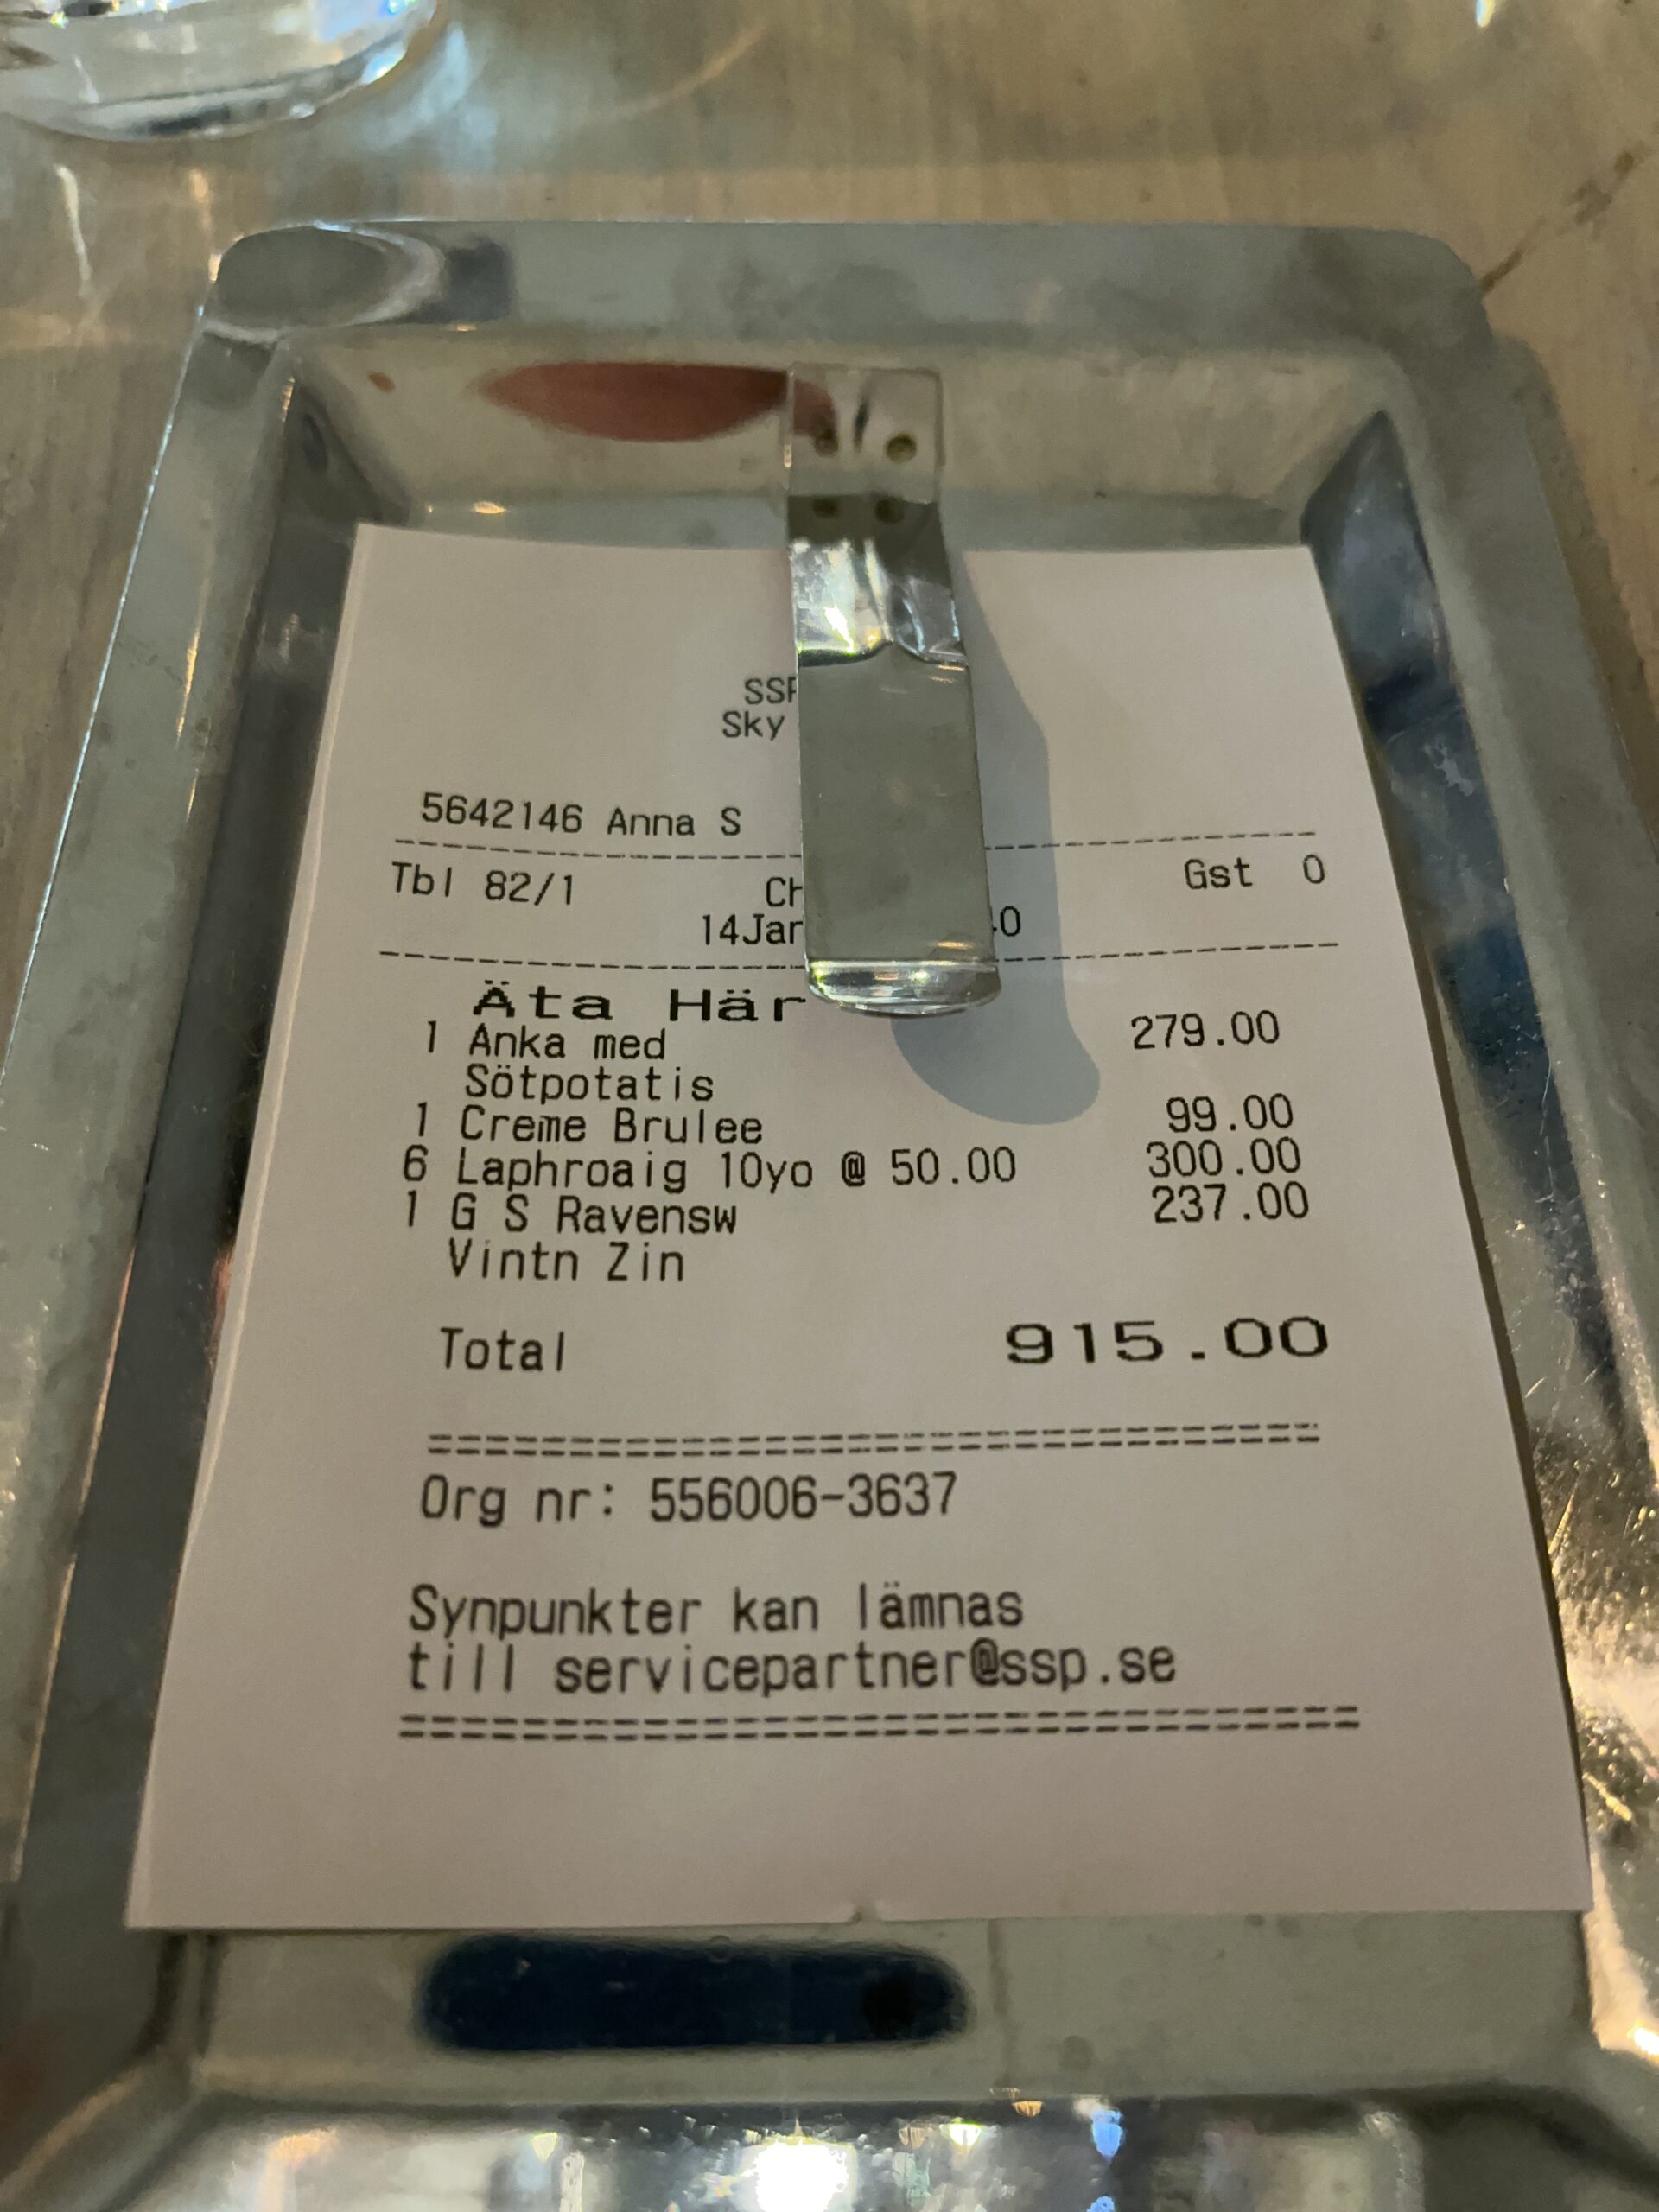 Sky
5642146 Anna S
Tbl 82/1 Gst 0
Äta Här
1 Anka med 279.00
Sötpotatis
1 Creme Brulee 99.00
6 Laphroaig 10yo @ 50.00 300.00
1 G S Ravensw 237.00
Vintn Zin
Total 915.00
Org nr: 556006-3637
Synpunkter kan lämnas
till servicepartner@ssp.se